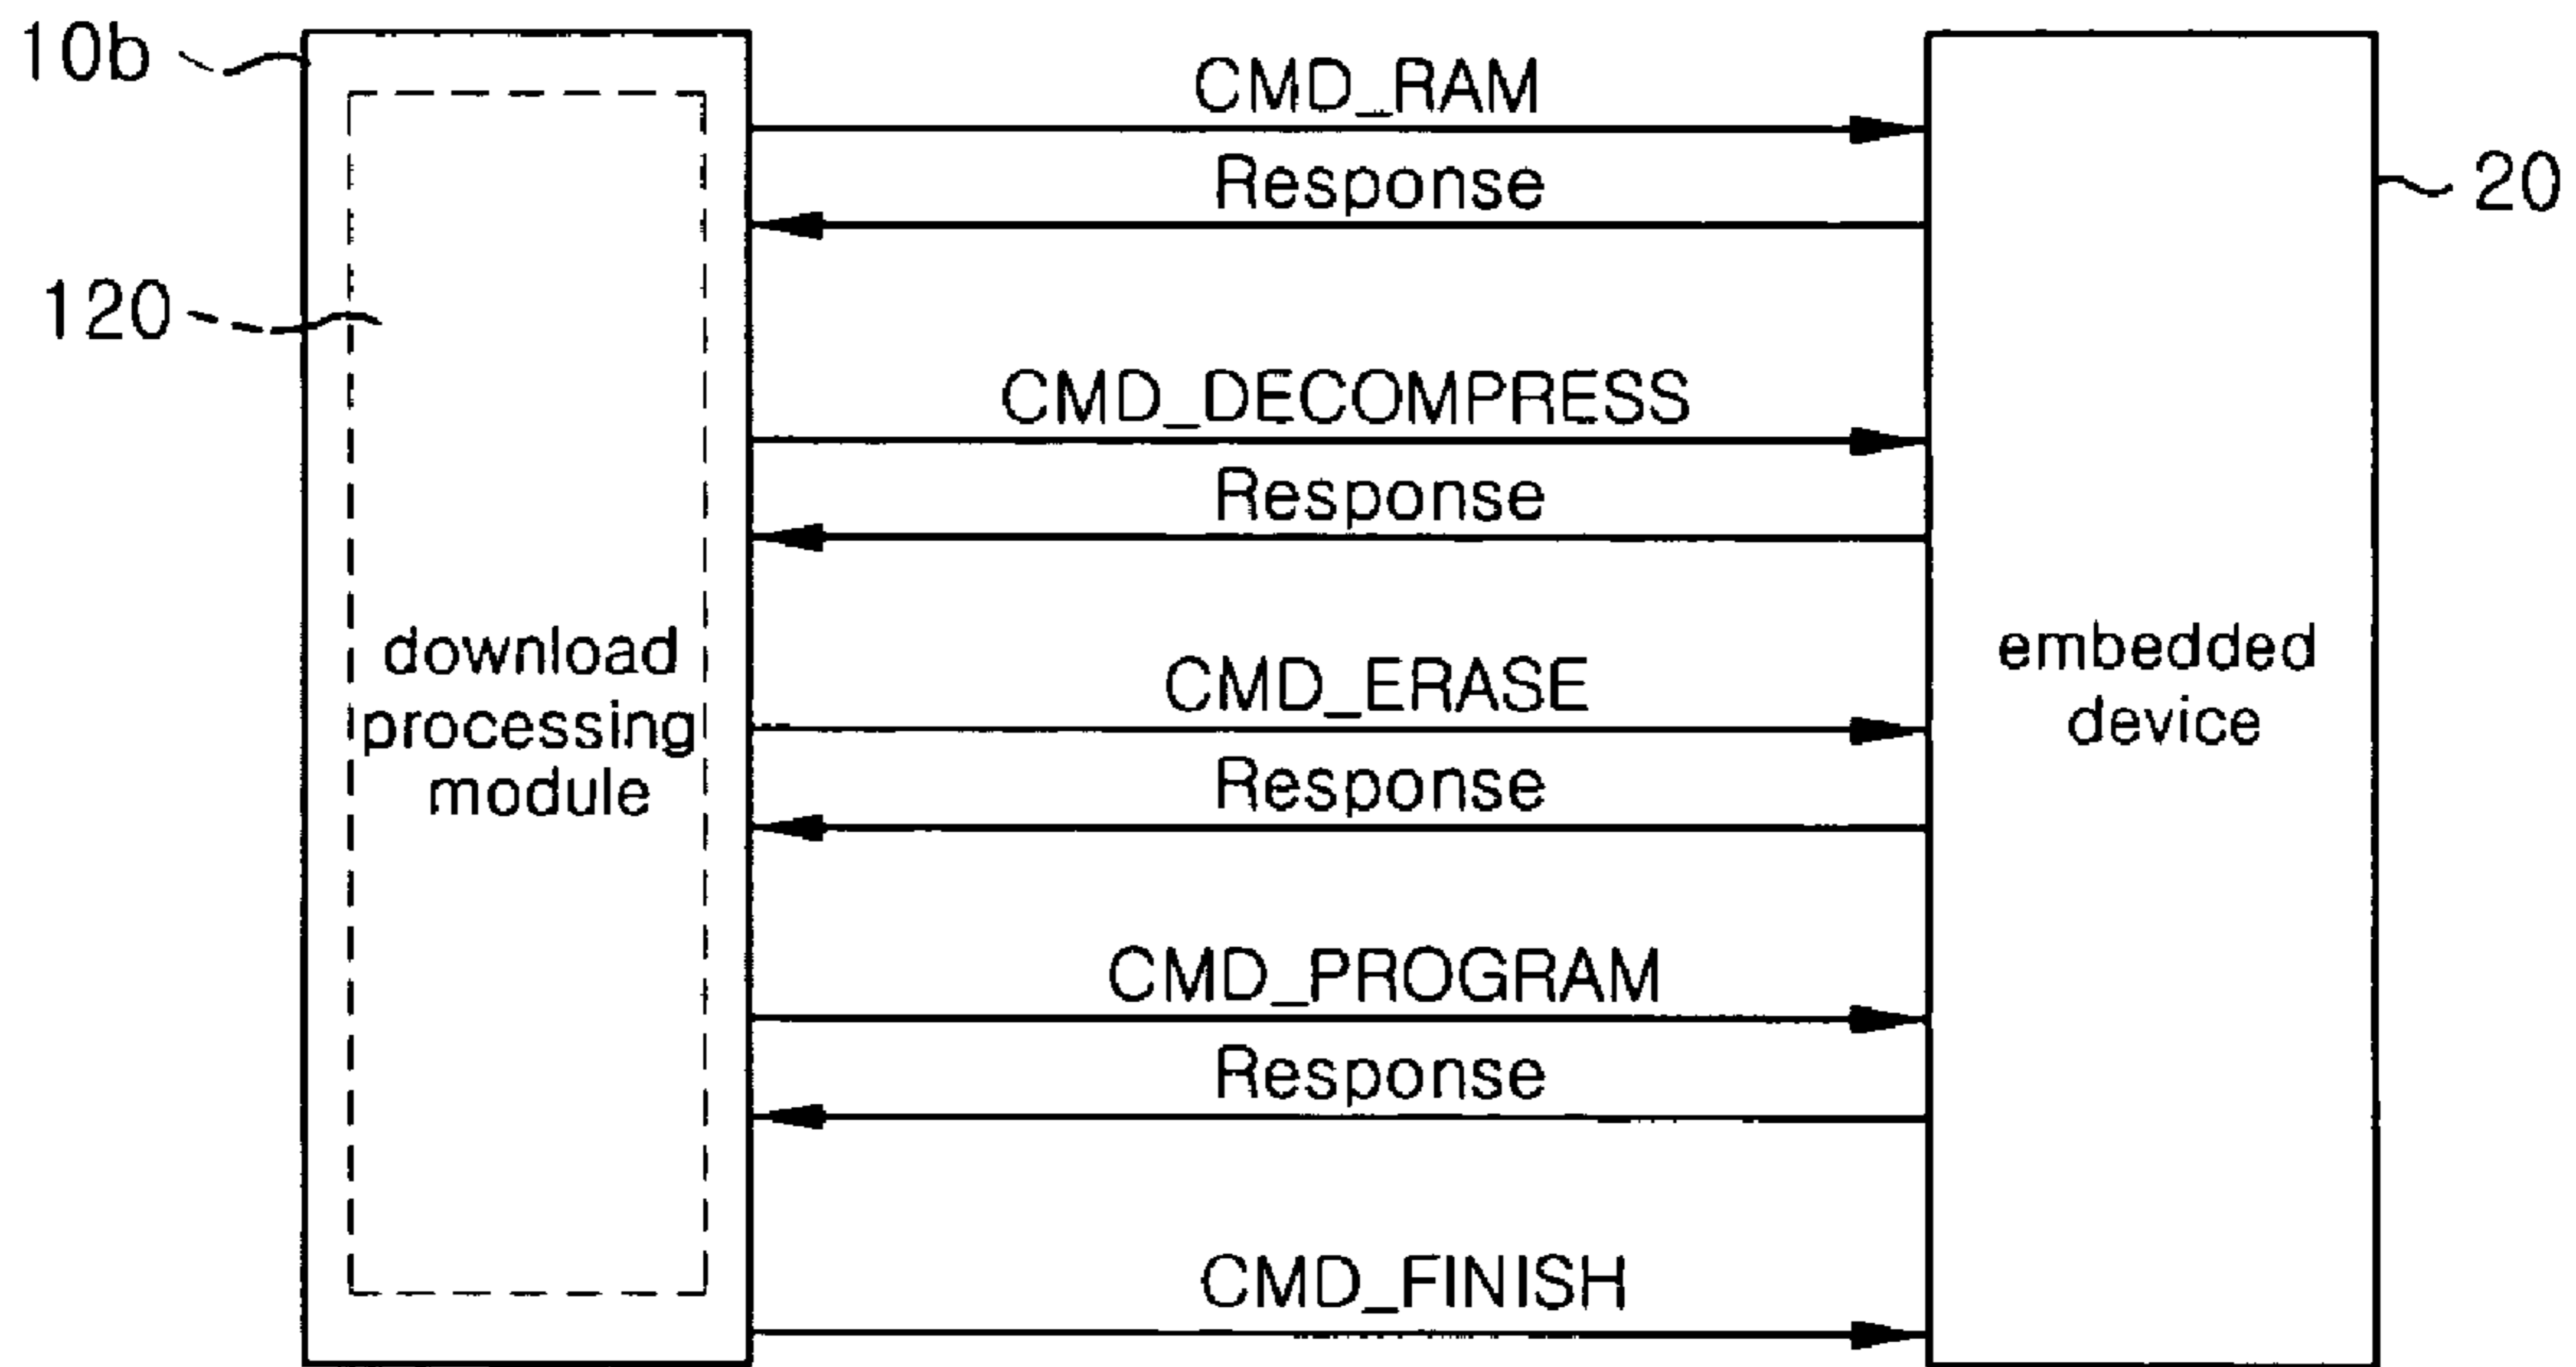 10b
CMD_RAM
Response
20
120
CMD_DECOMPRESS
Response
download
processing
module
embedded
device
CMD_ERASE
Response
CMD_PROGRAM
Response
CMD_FINISH